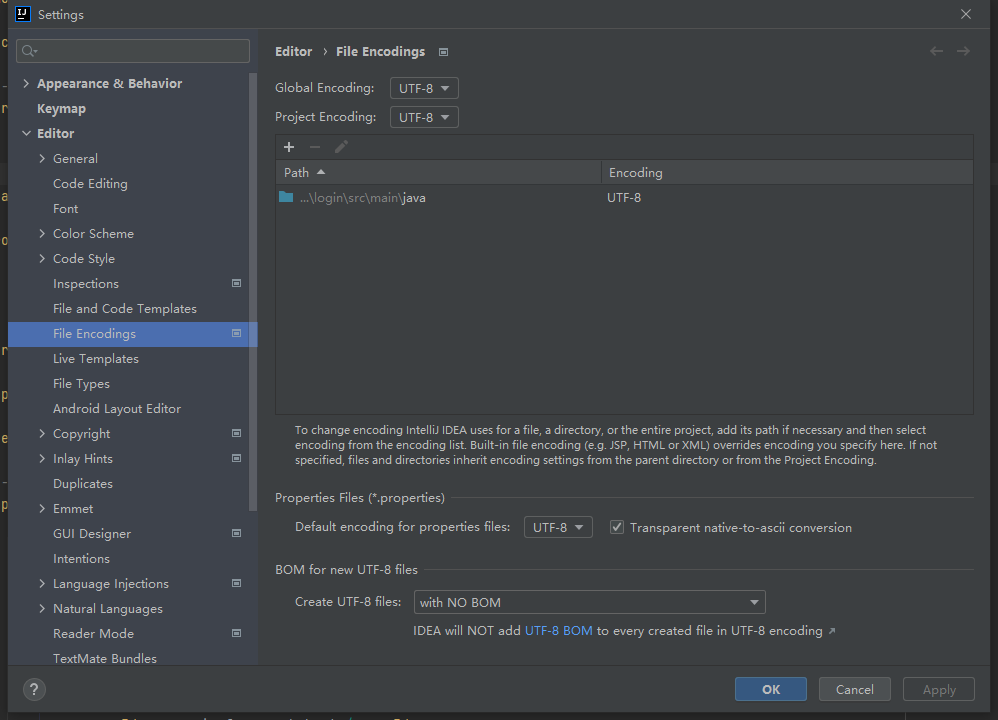 Settings
Appearance & Behavior
Keymap
Editor
General
Code Editing
Font
Color Scheme
Code Style
Inspections
File and Code Templates
File Encodings
Live Templates
File Types
Android Layout Editor
Copyright
Inlay Hints
Duplicates
Emmet
GUI Designer
Intentions
Language Injections
Natural Languages
Reader Mode
TextMate Bundles
?
Editor › File Encodings
Global Encoding: UTF-8
Project Encoding: UTF-8
Path Encoding
...\login\src\main\java UTF-8
To change encoding IntelliJ IDEA uses for a file, a directory, or the entire project, add its path if necessary and then select
encoding from the encoding list. Built-in file encoding (e.g. JSP, HTML or XML) overrides encoding you specify here. If not
specified, files and directories inherit encoding settings from the parent directory or from the Project Encoding.
Properties Files (*.properties)
Default encoding for properties files: UTF-8 Transparent native-to-ascii conversion
BOM for new UTF-8 files
Create UTF-8 files: with NO BOM
IDEA will NOT add UTF-8 BOM to every created file in UTF-8 encoding ↗
OK Cancel Apply